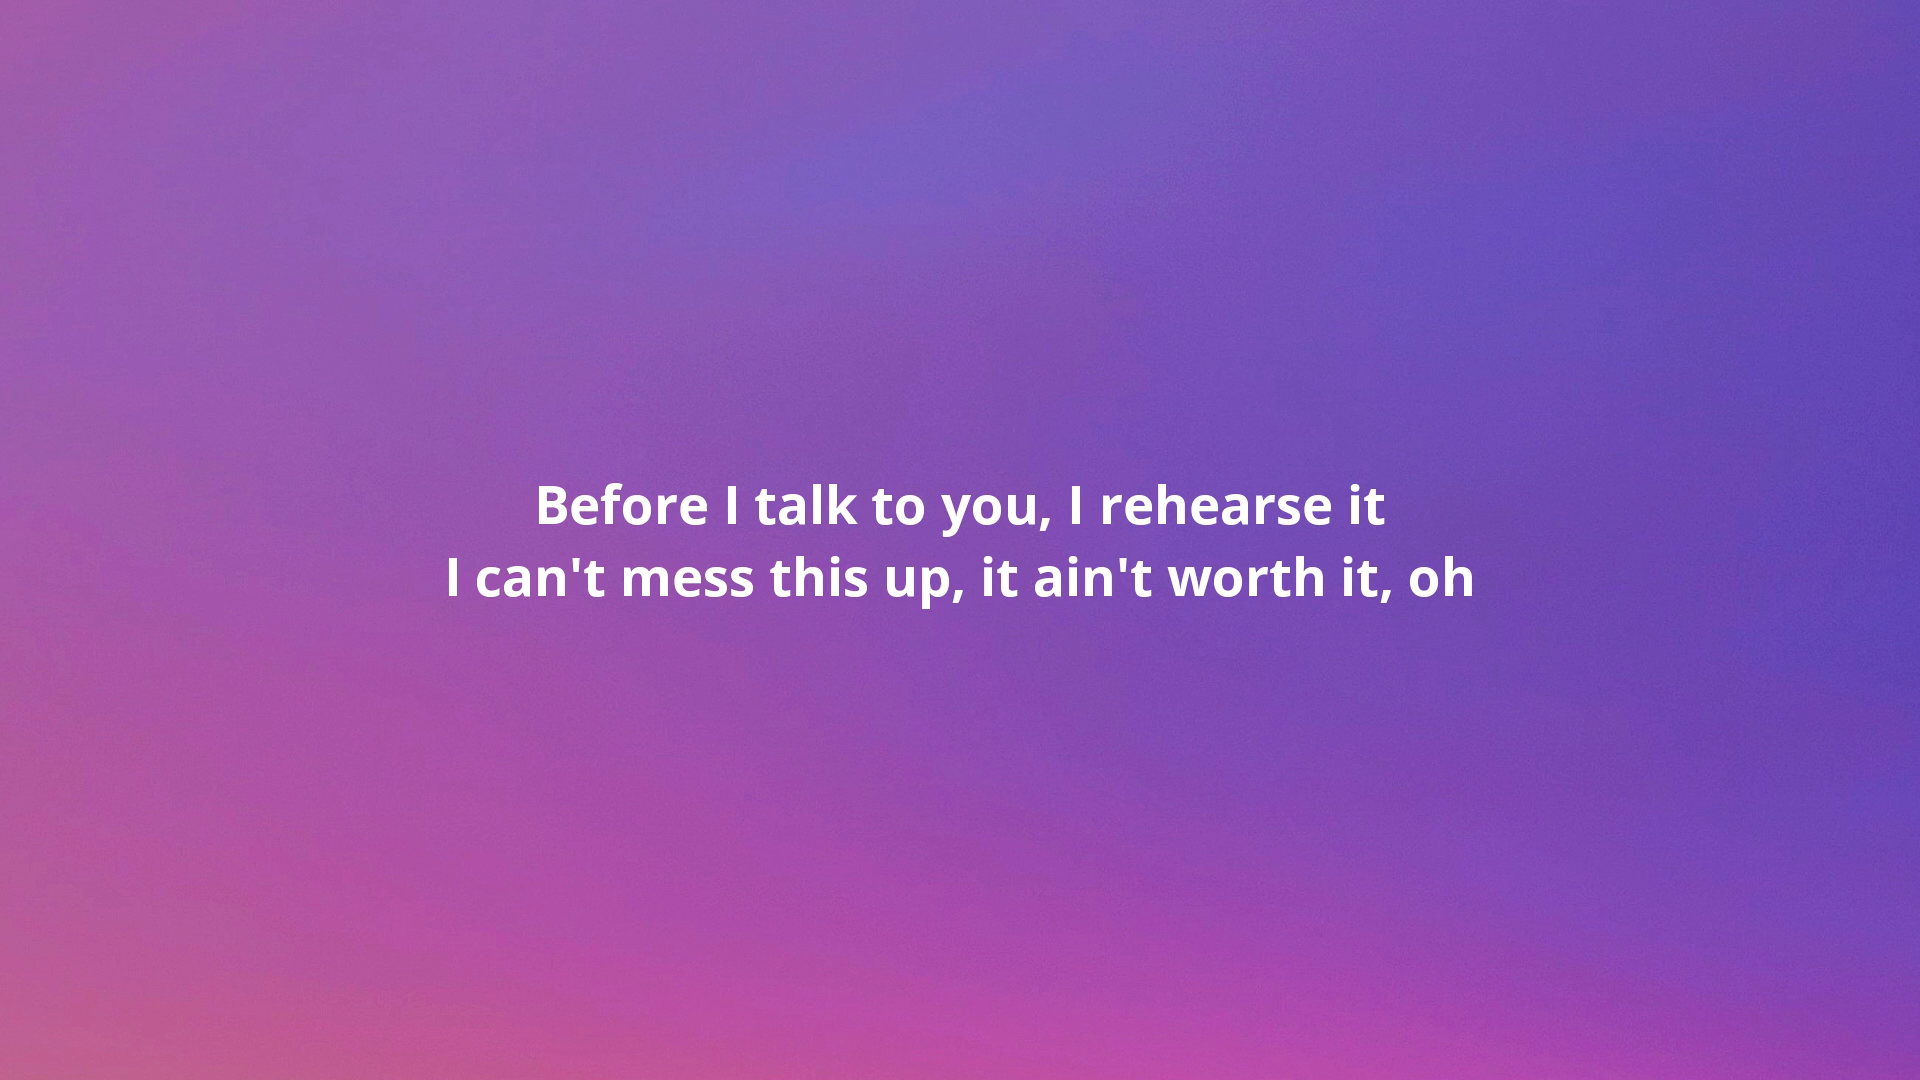 Before I talk to you, I rehearse it
I can't mess this up, it ain't worth it, oh